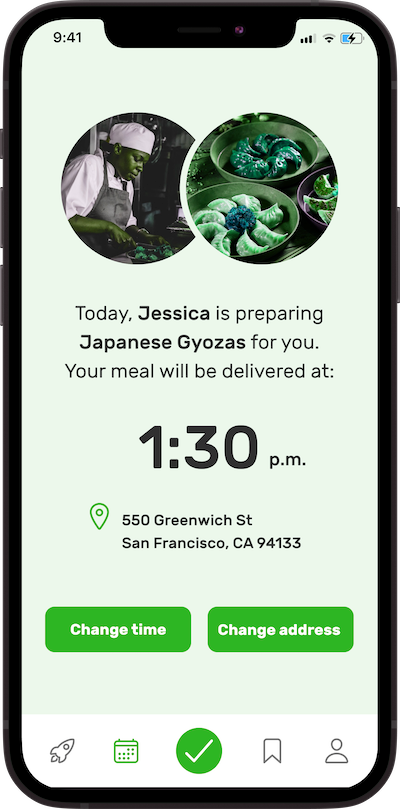 9:41
Today, Jessica is preparing
Japanese Gyozas for you.
Your meal will be delivered at:
1:30 p.m.
550 Greenwich St
San Francisco, CA 94133
Change time
Change address